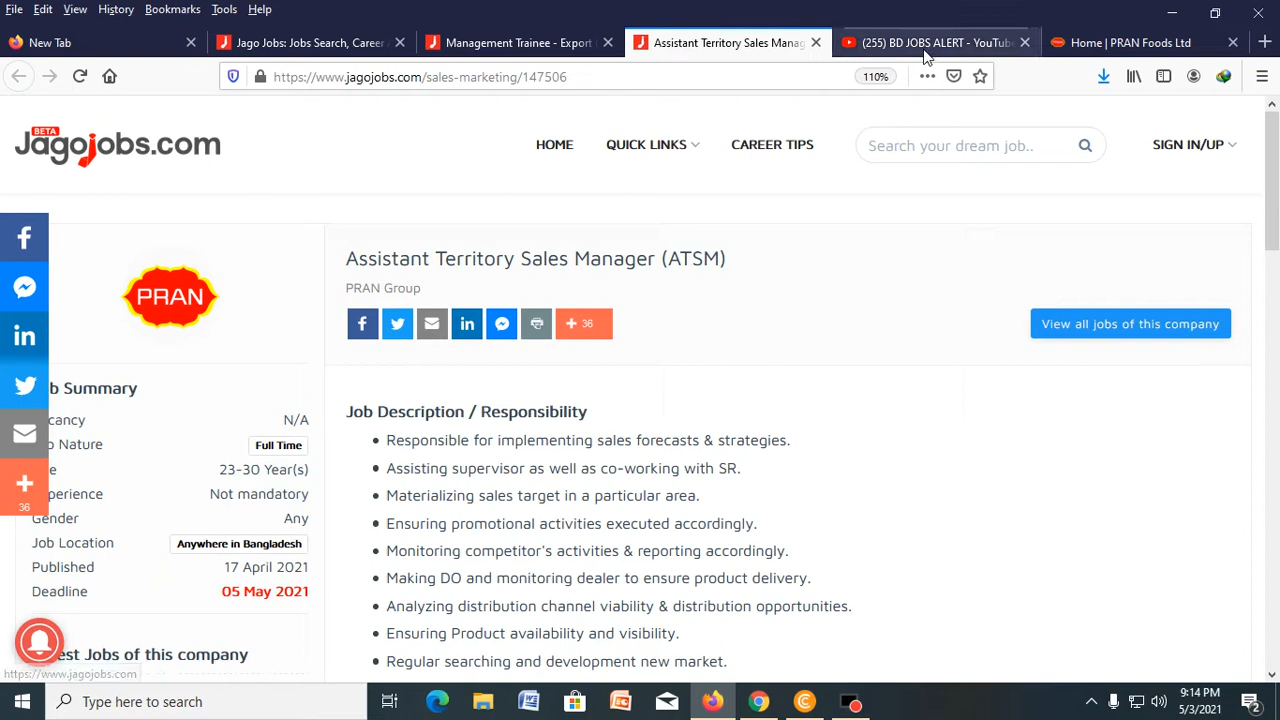 File Edit View History Bookmarks Tools Help
New Tab
Jago Jobs: Jobs Search, Career
Management Trainee - Export
Assistant Territory Sales Manag
(255) BD JOBS ALERT - YouTube
Home | PRAN Foods Ltd
https://www.jagojobs.com/sales-marketing/147506
110%
BETA
Jagojobs.com
HOME
QUICK LINKS
CAREER TIPS
Search your dream job..
SIGN IN/UP
PRAN
Assistant Territory Sales Manager (ATSM)
PRAN Group
36
View all jobs of this company
b Summary
cancy N/A
b Nature Full Time
e 23-30 Year(s)
perience Not mandatory
Gender Any
Job Location Anywhere in Bangladesh
Published 17 April 2021
Deadline 05 May 2021
est Jobs of this company
36
Job Description / Responsibility
Responsible for implementing sales forecasts & strategies.
Assisting supervisor as well as co-working with SR.
Materializing sales target in a particular area.
Ensuring promotional activities executed accordingly.
Monitoring competitor's activities & reporting accordingly.
Making DO and monitoring dealer to ensure product delivery.
Analyzing distribution channel viability & distribution opportunities.
Ensuring Product availability and visibility.
Regular searching and development new market.
https://www.jagojobs.com
Type here to search
9:14 PM
5/3/2021
2